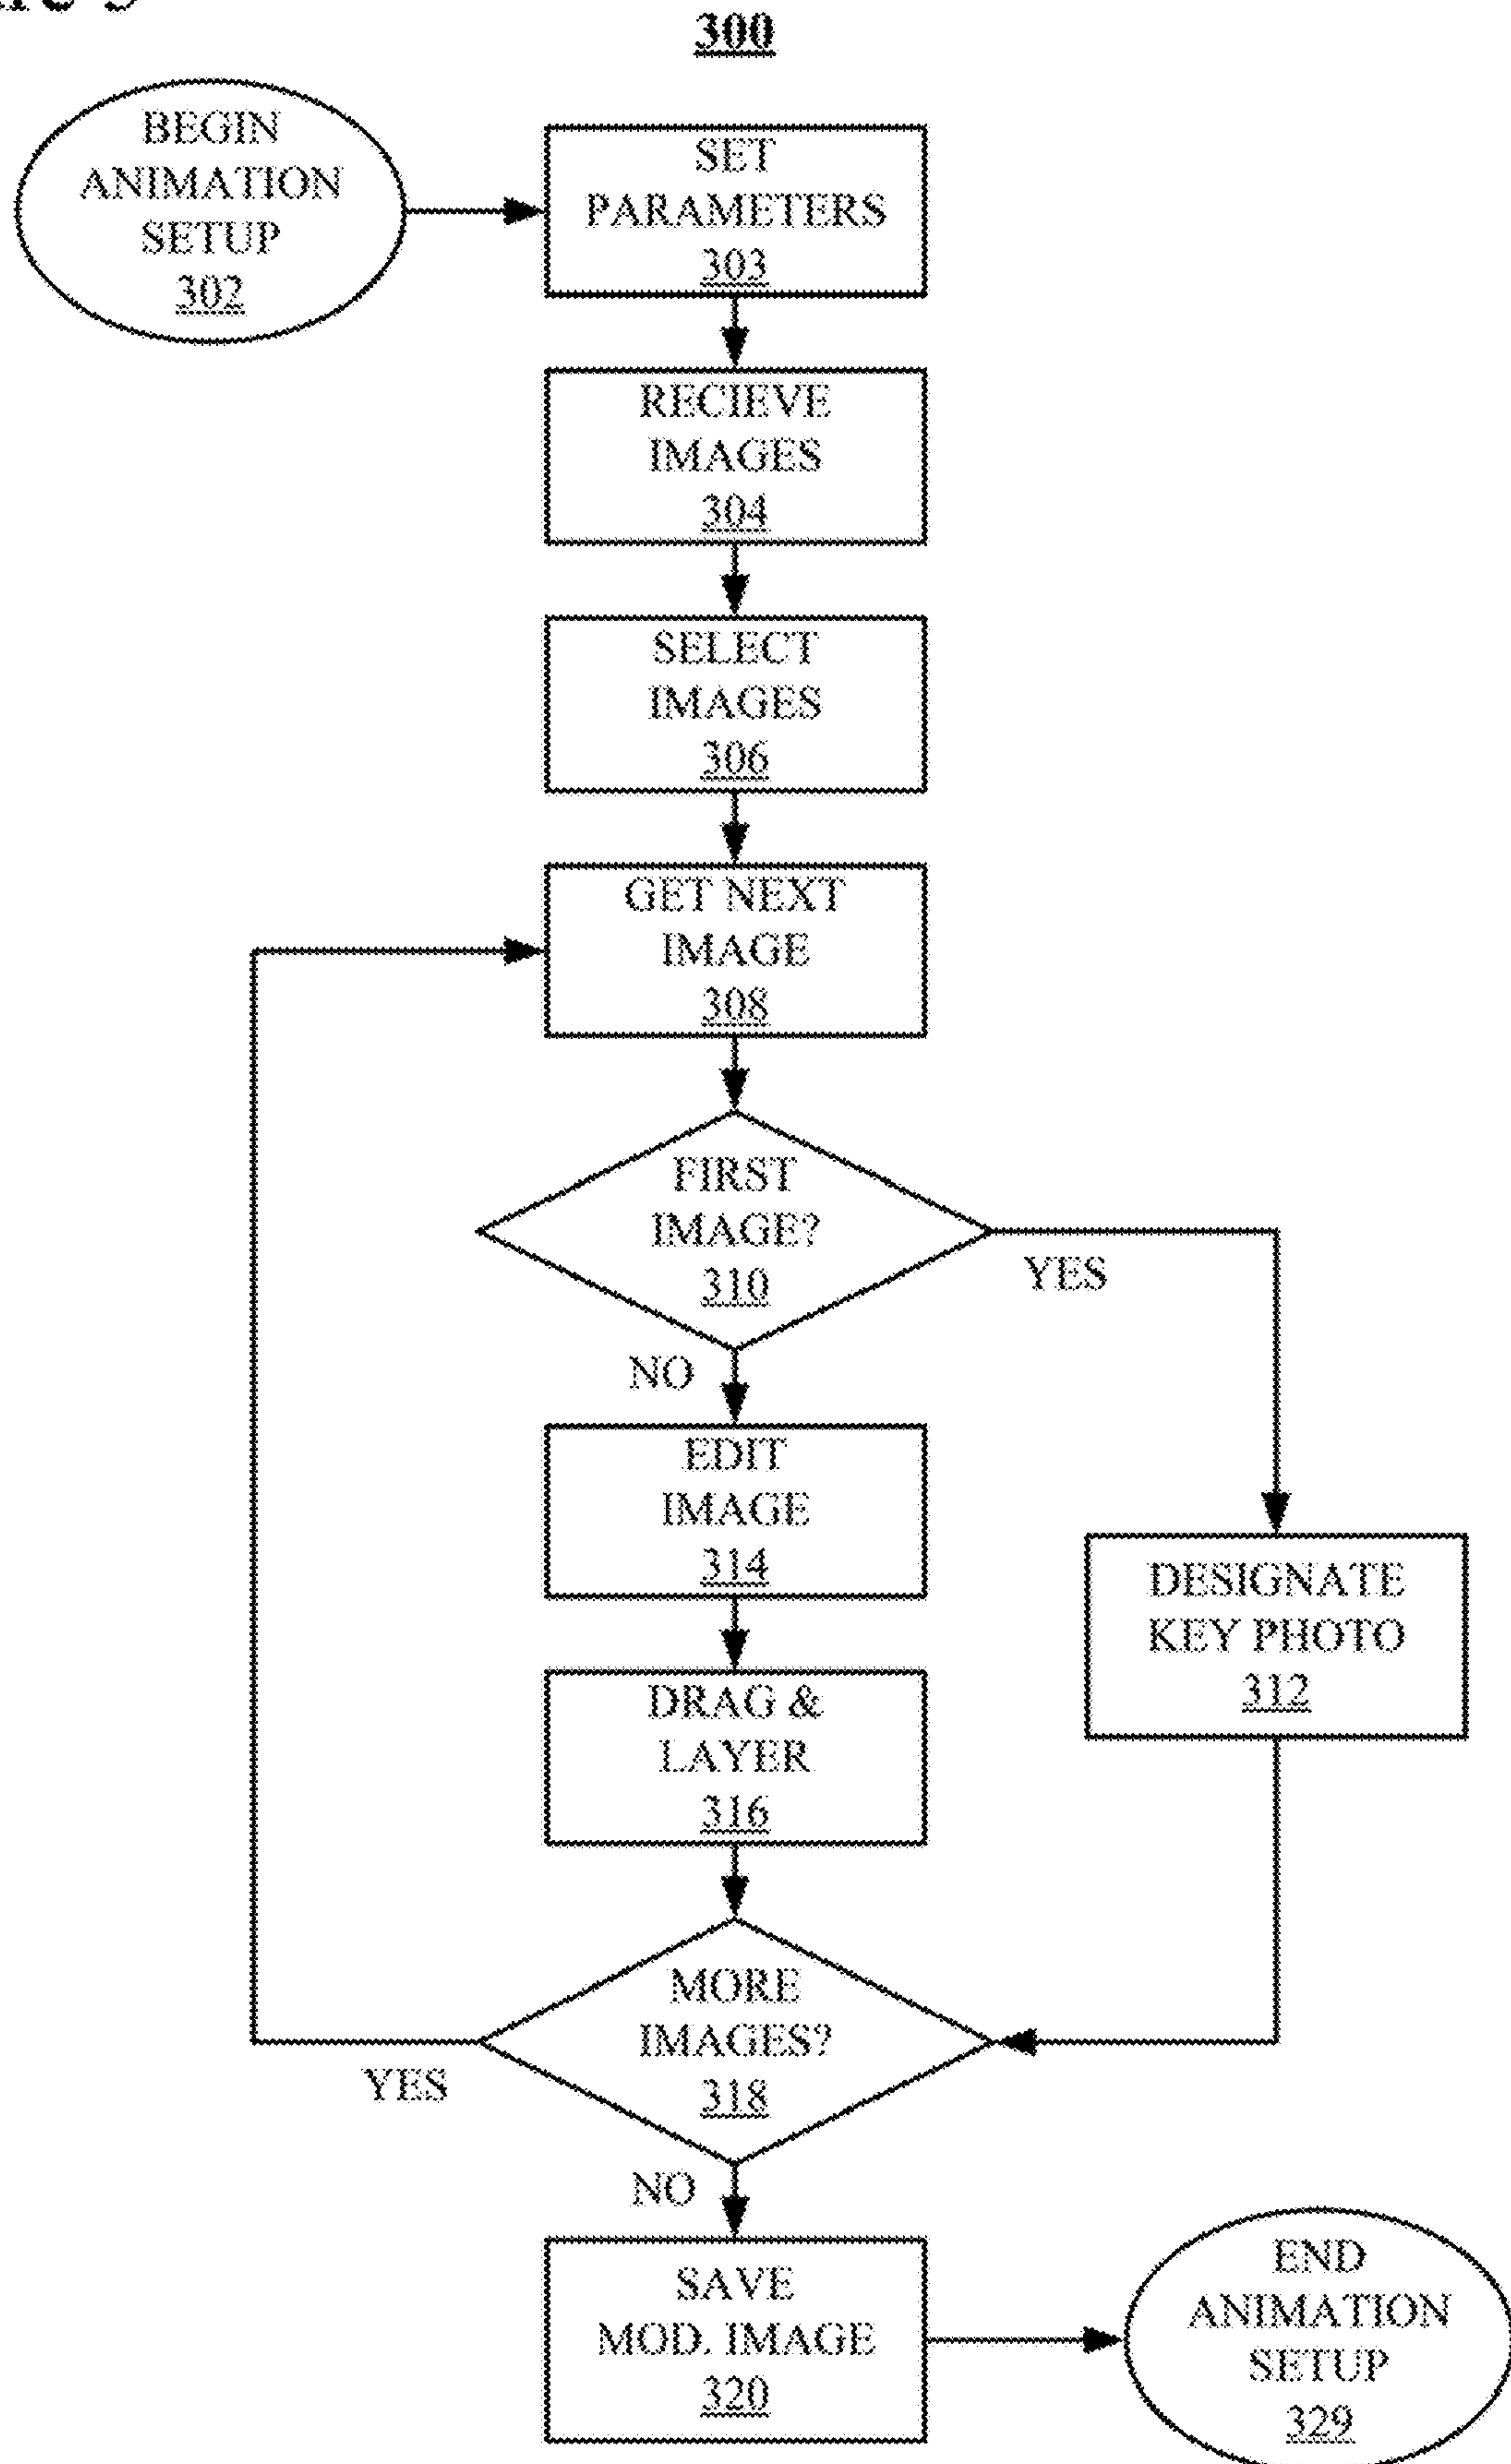 300
BEGIN
ANIMATION
SETUP
302
SET
PARAMETERS
303
RECIEVE
IMAGES
304
SELECT
IMAGES
306
GET NEXT
IMAGE
308
FIRST
IMAGE?
310
YES
NO
EDIT
IMAGE
314
DESIGNATE
KEY PHOTO
312
DRAG &
LAYER
316
MORE
IMAGES?
318
YES
NO
SAVE
MOD. IMAGE
320
END
ANIMATION
SETUP
329